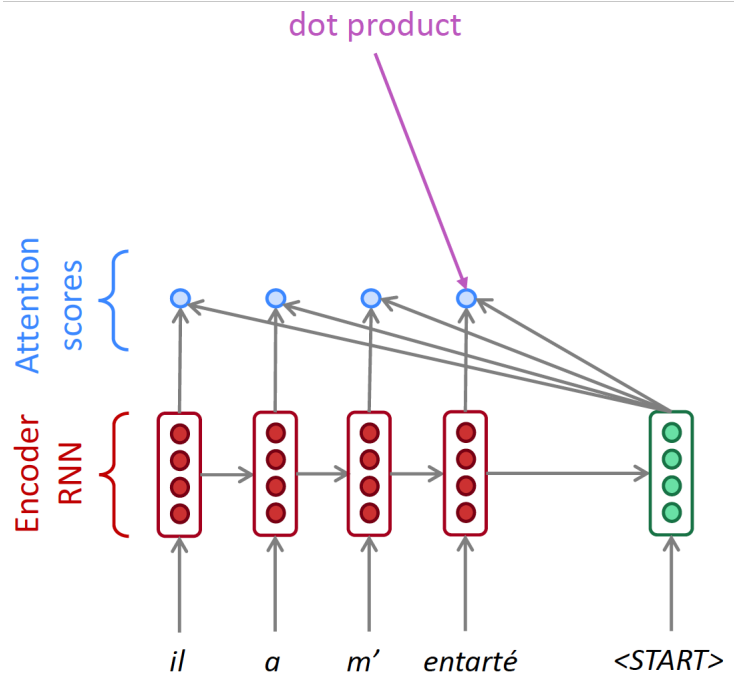 dot product
Attention
scores
Encoder
RNN
il a m’ entarté <START>